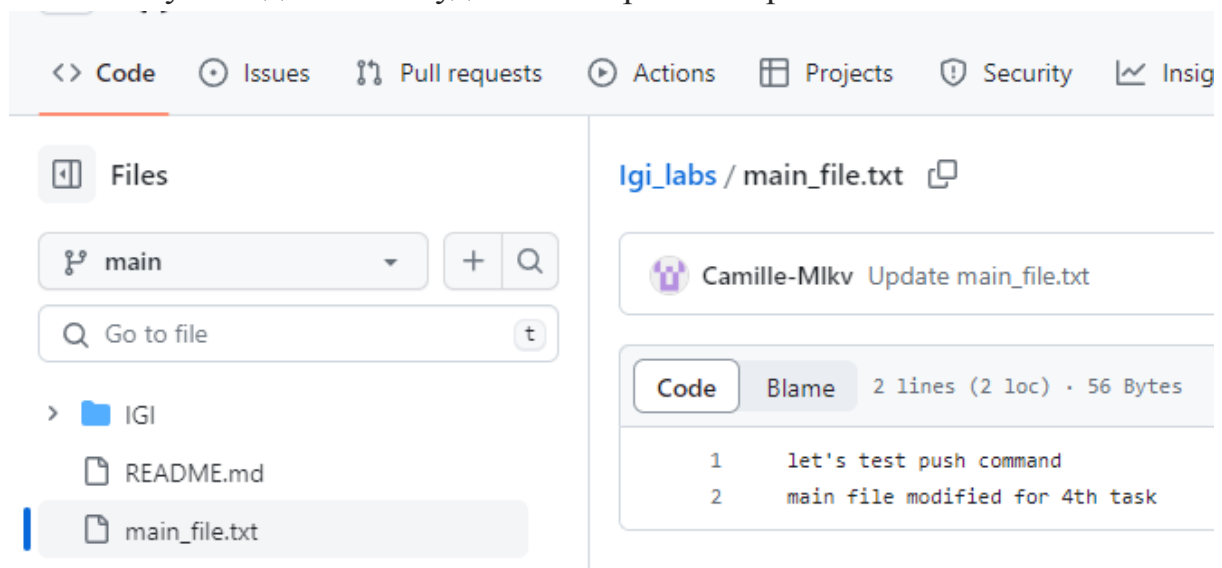 Code Issues Pull requests Actions Projects Security
Files
main
Go to file t
IGI
README.md
main_file.txt
Igi_labs / main_file.txt
Camille-Mlkv Update main_file.txt
Code Blame 2 lines (2 loc) · 56 Bytes
1 let's test push command
2 main file modified for 4th task